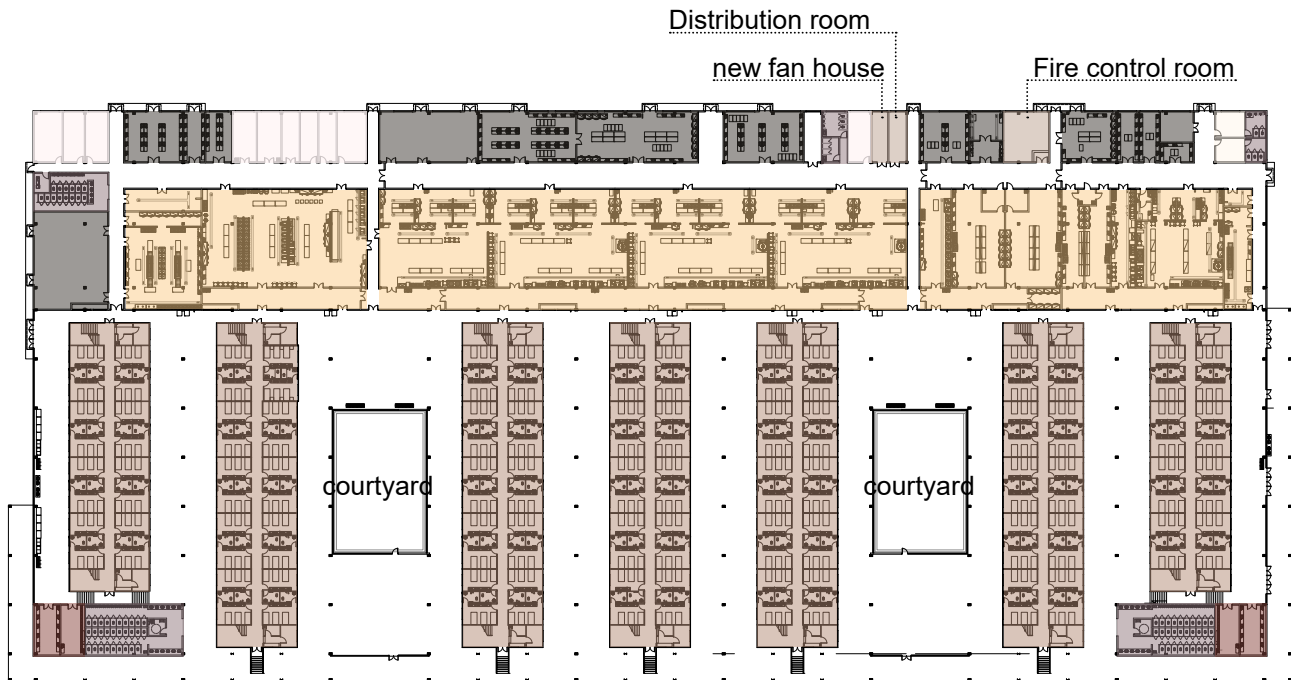 Distribution room
new fan house
Fire control room
courtyard
courtyard